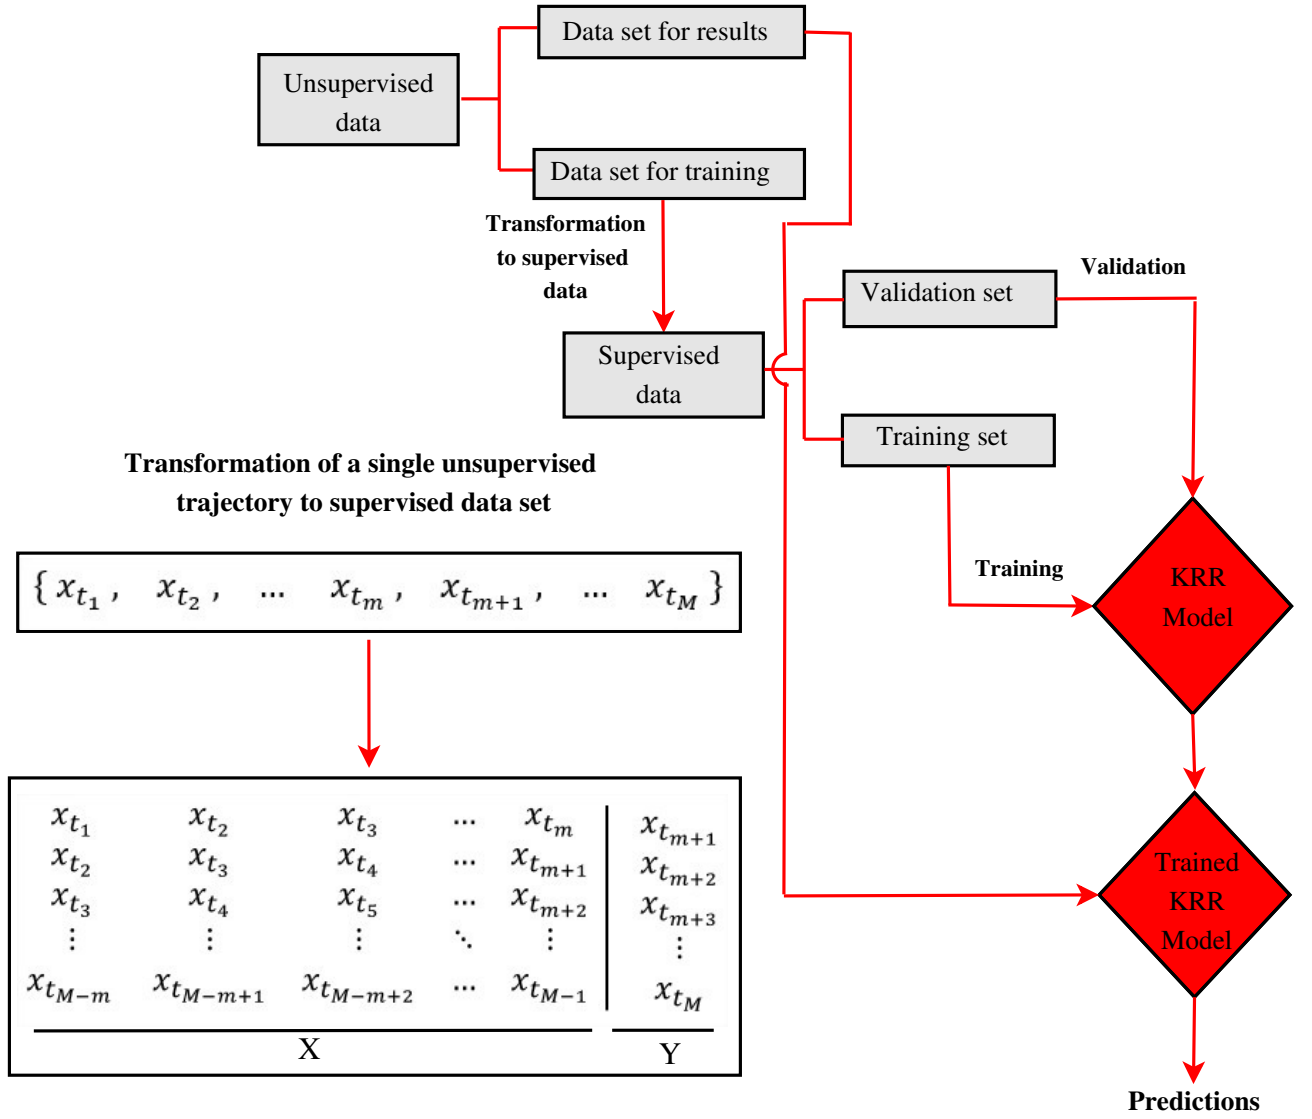 Data set for results
Unsupervised
data
Data set for training
Transformation
to supervised
data
Validation
Validation set
Supervised
data
Training set
Transformation of a single unsupervised
trajectory to supervised data set
{ x_{t_1} , x_{t_2} , ... x_{t_m} , x_{t_{m+1}} , ... x_{t_M} }
Training
KRR
Model
x_{t_1} x_{t_2} x_{t_3} ... x_{t_m} x_{t_{m+1}}
x_{t_2} x_{t_3} x_{t_4} ... x_{t_{m+1}} x_{t_{m+2}}
x_{t_3} x_{t_4} x_{t_5} ... x_{t_{m+2}} x_{t_{m+3}}
⋮ ⋮ ⋮ ⋱ ⋮ ⋮
x_{t_{M-m}} x_{t_{M-m+1}} x_{t_{M-m+2}} ... x_{t_{M-1}} x_{t_M}
X Y
Trained
KRR
Model
Predictions